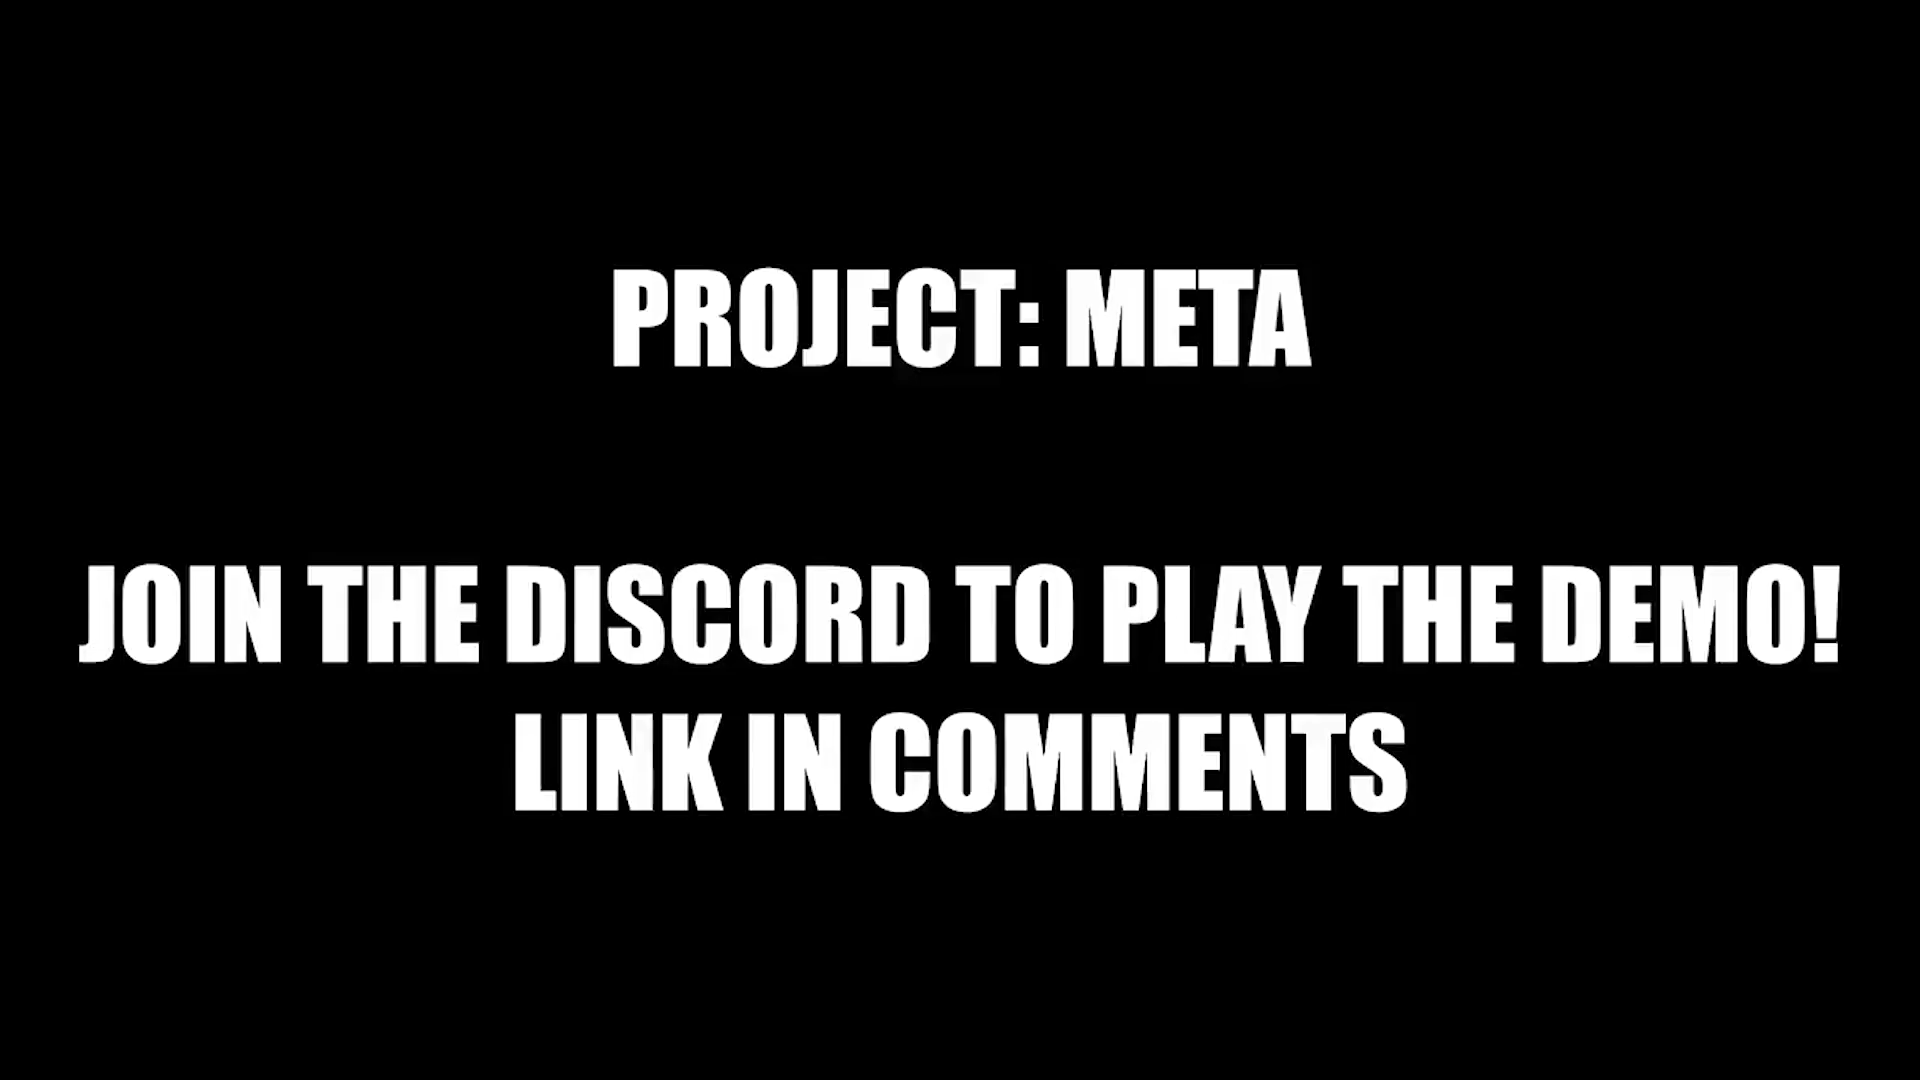 PROJECT: META
JOIN THE DISCORD TO PLAY THE DEMO!
LINK IN COMMENTS